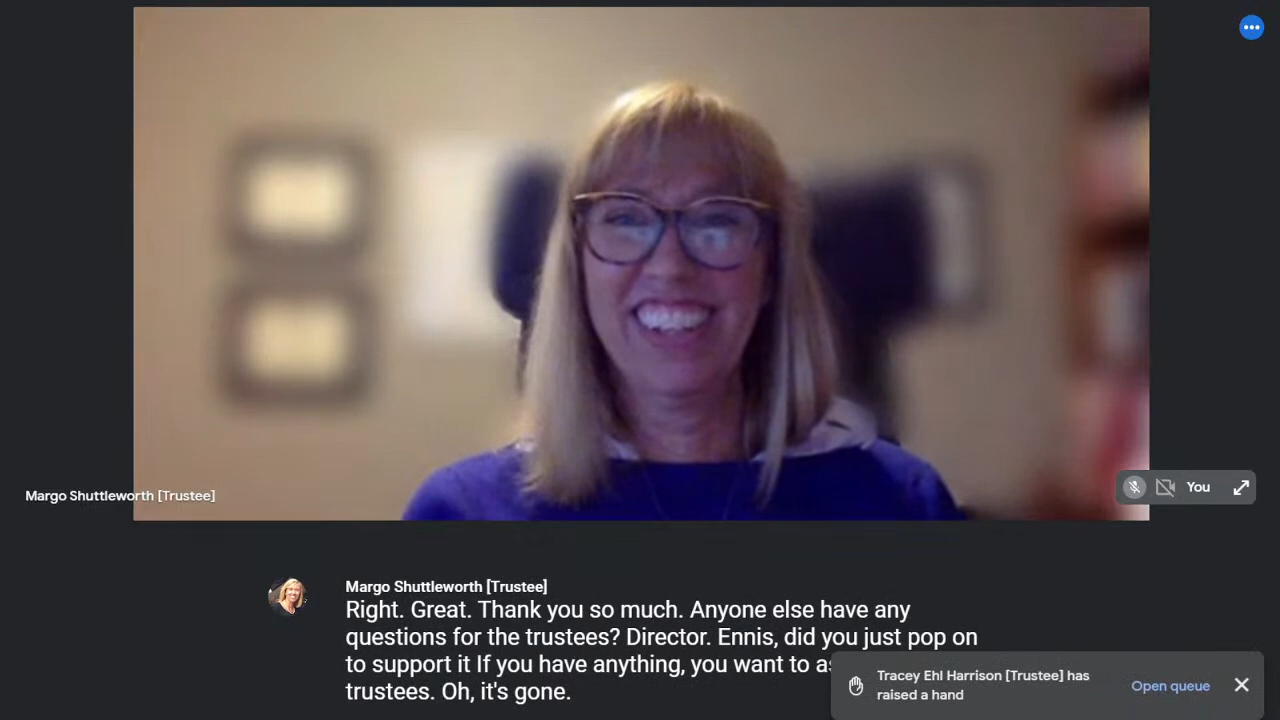 Margo Shuttleworth [Trustee]
You
Margo Shuttleworth [Trustee]
Right. Great. Thank you so much. Anyone else have any
questions for the trustees? Director. Ennis, did you just pop on
to support it If you have anything, you want to
trustees. Oh, it's gone.
Tracey Ehl Harrison [Trustee] has
raised a hand
Open queue